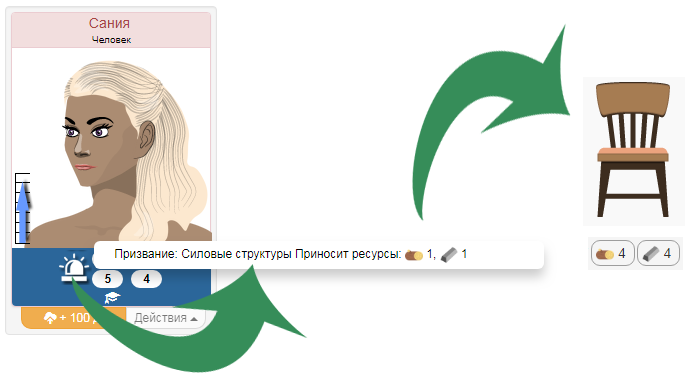 Сания
Человек
Призвание: Силовые структуры Приносит ресурсы: 1, 1
5 4
+ 100
Действия
4 4